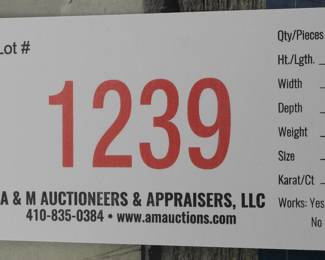 Lot #
1239
A & M AUCTIONEERS & APPRAISERS, LLC
410-835-0384 • www.amauctions.com
Qty/Pieces
Ht./Lgth.
Width
Depth
Weight
Size
Karat/Ct
Works: Yes
No